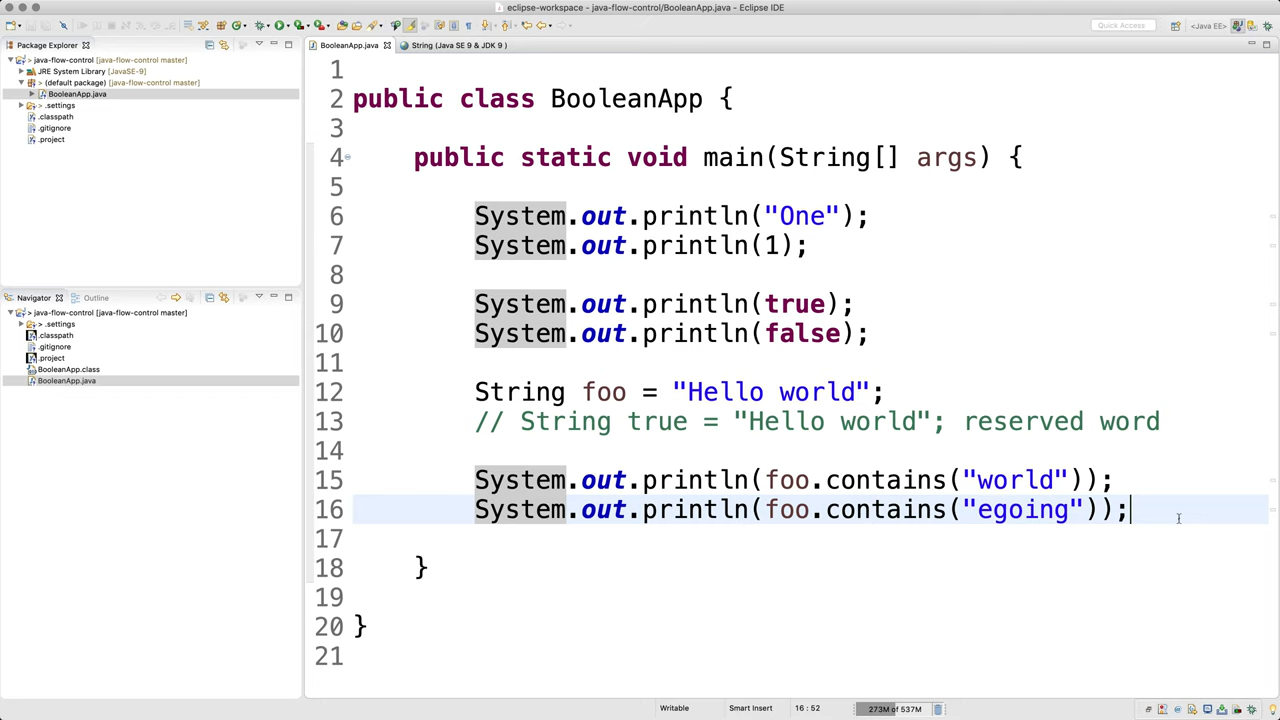 eclipse-workspace - java-flow-control/BooleanApp.java - Eclipse IDE
Quick Access
<Java EE>
Package Explorer
> java-flow-control [java-flow-control master]
JRE System Library [JavaSE-9]
> (default package) [java-flow-control master]
BooleanApp.java
> .settings
.classpath
.gitignore
.project
Navigator
Outline
> java-flow-control [java-flow-control master]
> .settings
.classpath
.gitignore
.project
BooleanApp.class
BooleanApp.java
BooleanApp.java
String (Java SE 9 & JDK 9 )
1
2 public class BooleanApp {
3
4 public static void main(String[] args) {
5
6 System.out.println("One");
7 System.out.println(1);
8
9 System.out.println(true);
10 System.out.println(false);
11
12 String foo = "Hello world";
13 // String true = "Hello world"; reserved word
14
15 System.out.println(foo.contains("world"));
16 System.out.println(foo.contains("egoing"));
17
18 }
19
20 }
21
Writable
Smart Insert
16 : 52
273M of 537M